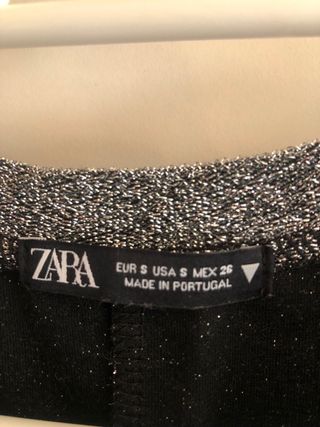 ZARA
EUR S USA S MEX 26
MADE IN PORTUGAL